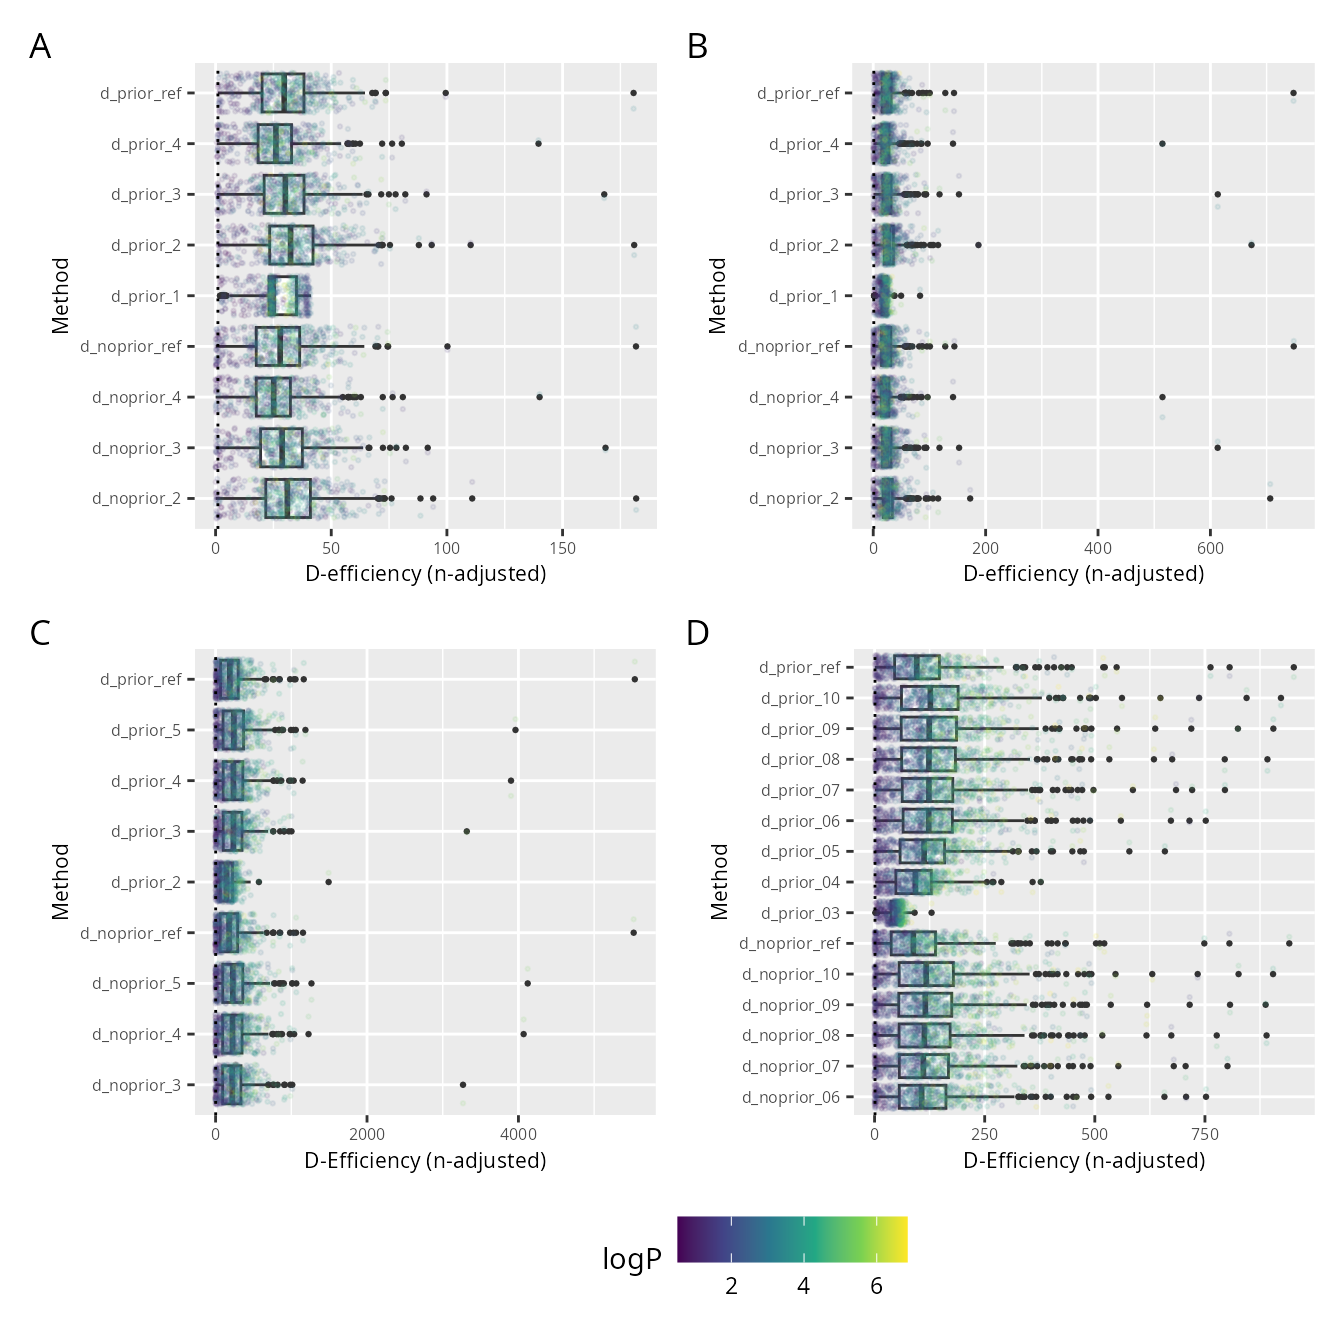 A
d_prior_ref
d_prior_4
d_prior_3
d_prior_2
d_prior_1
d_noprior_ref
d_noprior_4
d_noprior_3
d_noprior_2
Method
0 50 100 150
D-efficiency (n-adjusted)
B
d_prior_ref
d_prior_4
d_prior_3
d_prior_2
d_prior_1
d_noprior_ref
d_noprior_4
d_noprior_3
d_noprior_2
Method
0 200 400 600
D-efficiency (n-adjusted)
C
d_prior_ref
d_prior_5
d_prior_4
d_prior_3
d_prior_2
d_noprior_ref
d_noprior_5
d_noprior_4
d_noprior_3
Method
0 2000 4000
D-Efficiency (n-adjusted)
D
d_prior_ref
d_prior_10
d_prior_09
d_prior_08
d_prior_07
d_prior_06
d_prior_05
d_prior_04
d_prior_03
d_noprior_ref
d_noprior_10
d_noprior_09
d_noprior_08
d_noprior_07
d_noprior_06
Method
0 250 500 750
D-Efficiency (n-adjusted)
logP
2 4 6